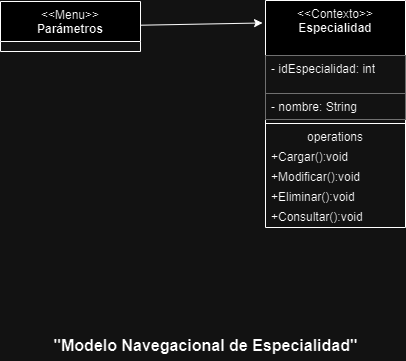 <<Menu>>
Parámetros
<<Contexto>>
Especialidad
- idEspecialidad: int
- nombre: String
operations
+Cargar():void
+Modificar():void
+Eliminar():void
+Consultar():void
"Modelo Navegacional de Especialidad"